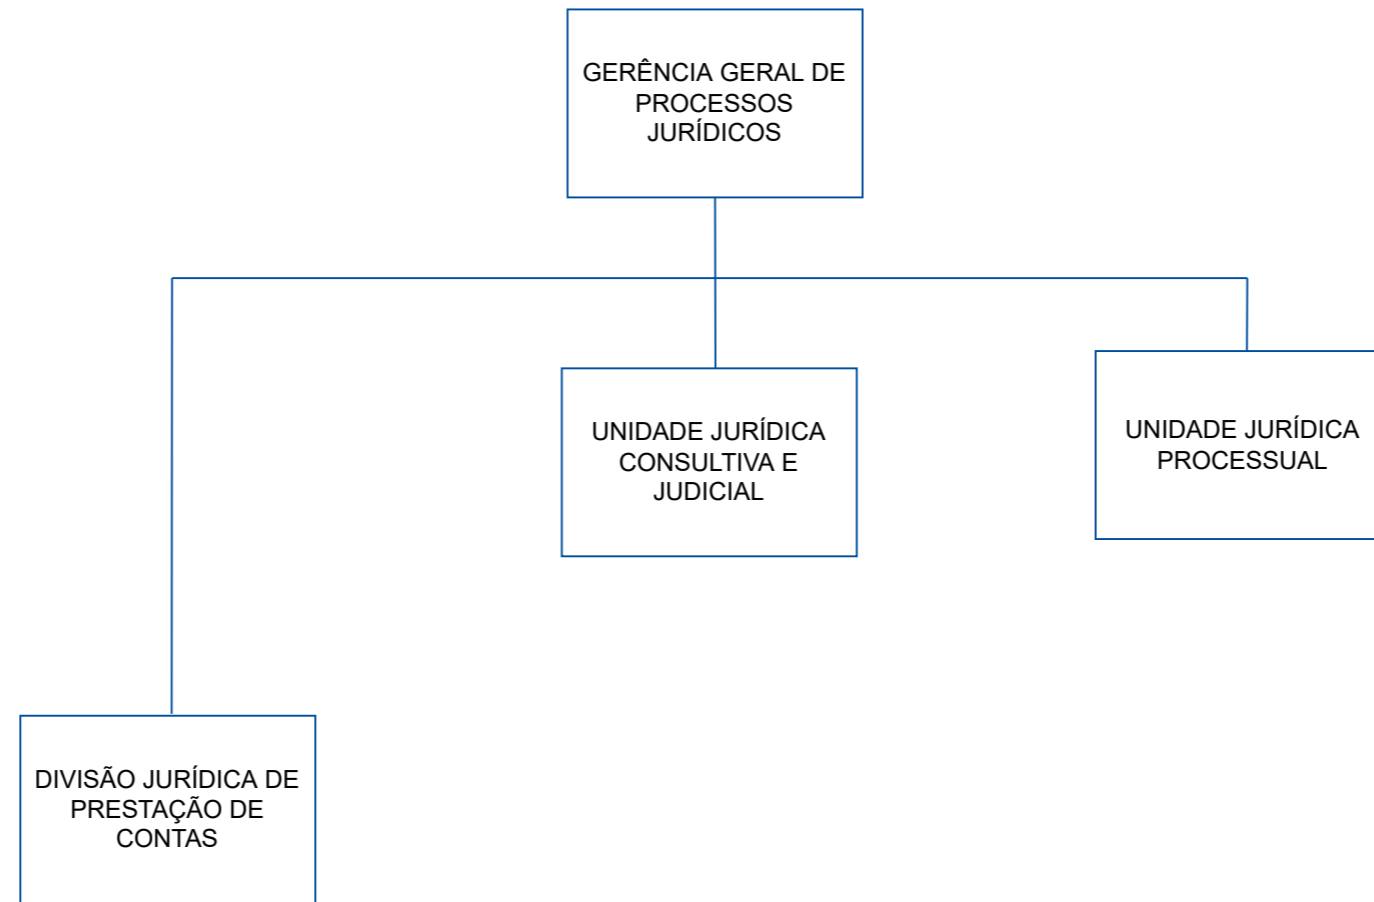 GERÊNCIA GERAL DE
PROCESSOS
JURÍDICOS
UNIDADE JURÍDICA
CONSULTIVA E
JUDICIAL
UNIDADE JURÍDICA
PROCESSUAL
DIVISÃO JURÍDICA DE
PRESTAÇÃO DE
CONTAS